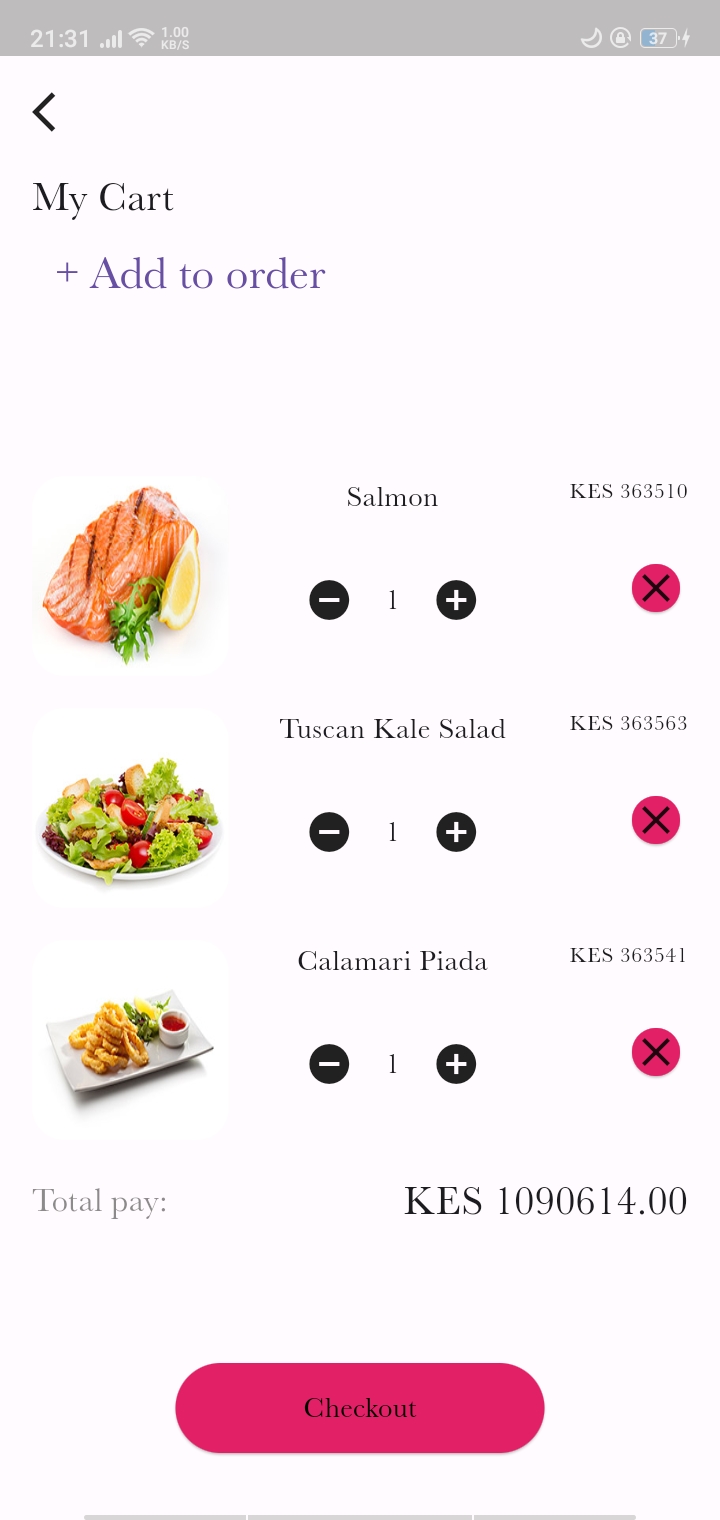 21:31 1.00 KB/S 37
My Cart
+ Add to order
Salmon KES 363510
1
Tuscan Kale Salad KES 363563
1
Calamari Piada KES 363541
1
Total pay: KES 1090614.00
Checkout